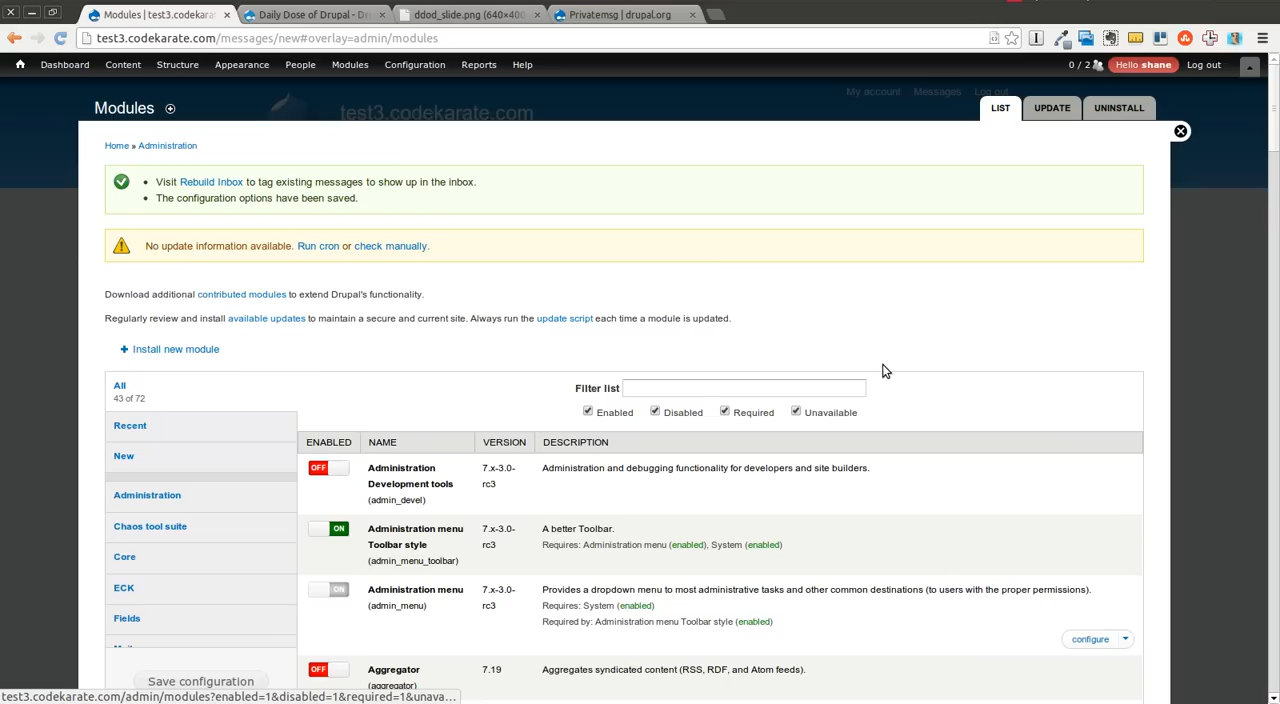 Modules | test3.codekarat
Daily Dose of Drupal - Dr
ddod_slide.png (640×400
Privatemsg | drupal.org
test3.codekarate.com/messages/new#overlay=admin/modules
Dashboard Content Structure Appearance People Modules Configuration Reports Help
0 / 2 Hello shane Log out
My account Messages Log out
test3.codekarate.com
Modules
LIST UPDATE UNINSTALL
Home » Administration
Visit Rebuild Inbox to tag existing messages to show up in the inbox.
The configuration options have been saved.
No update information available. Run cron or check manually.
Download additional contributed modules to extend Drupal's functionality.
Regularly review and install available updates to maintain a secure and current site. Always run the update script each time a module is updated.
+ Install new module
All
43 of 72
Recent
New
Administration
Chaos tool suite
Core
ECK
Fields
Save configuration
Filter list
Enabled Disabled Required Unavailable
ENABLED NAME VERSION DESCRIPTION
OFF Administration 7.x-3.0- Administration and debugging functionality for developers and site builders.
Development tools rc3
(admin_devel)
ON Administration menu 7.x-3.0- A better Toolbar.
Toolbar style rc3 Requires: Administration menu (enabled), System (enabled)
(admin_menu_toolbar)
ON Administration menu 7.x-3.0- Provides a dropdown menu to most administrative tasks and other common destinations (to users with the proper permissions).
(admin_menu) rc3 Requires: System (enabled)
Required by: Administration menu Toolbar style (enabled)
configure
OFF Aggregator 7.19 Aggregates syndicated content (RSS, RDF, and Atom feeds).
(aggregator)
test3.codekarate.com/admin/modules?enabled=1&disabled=1&required=1&unava...